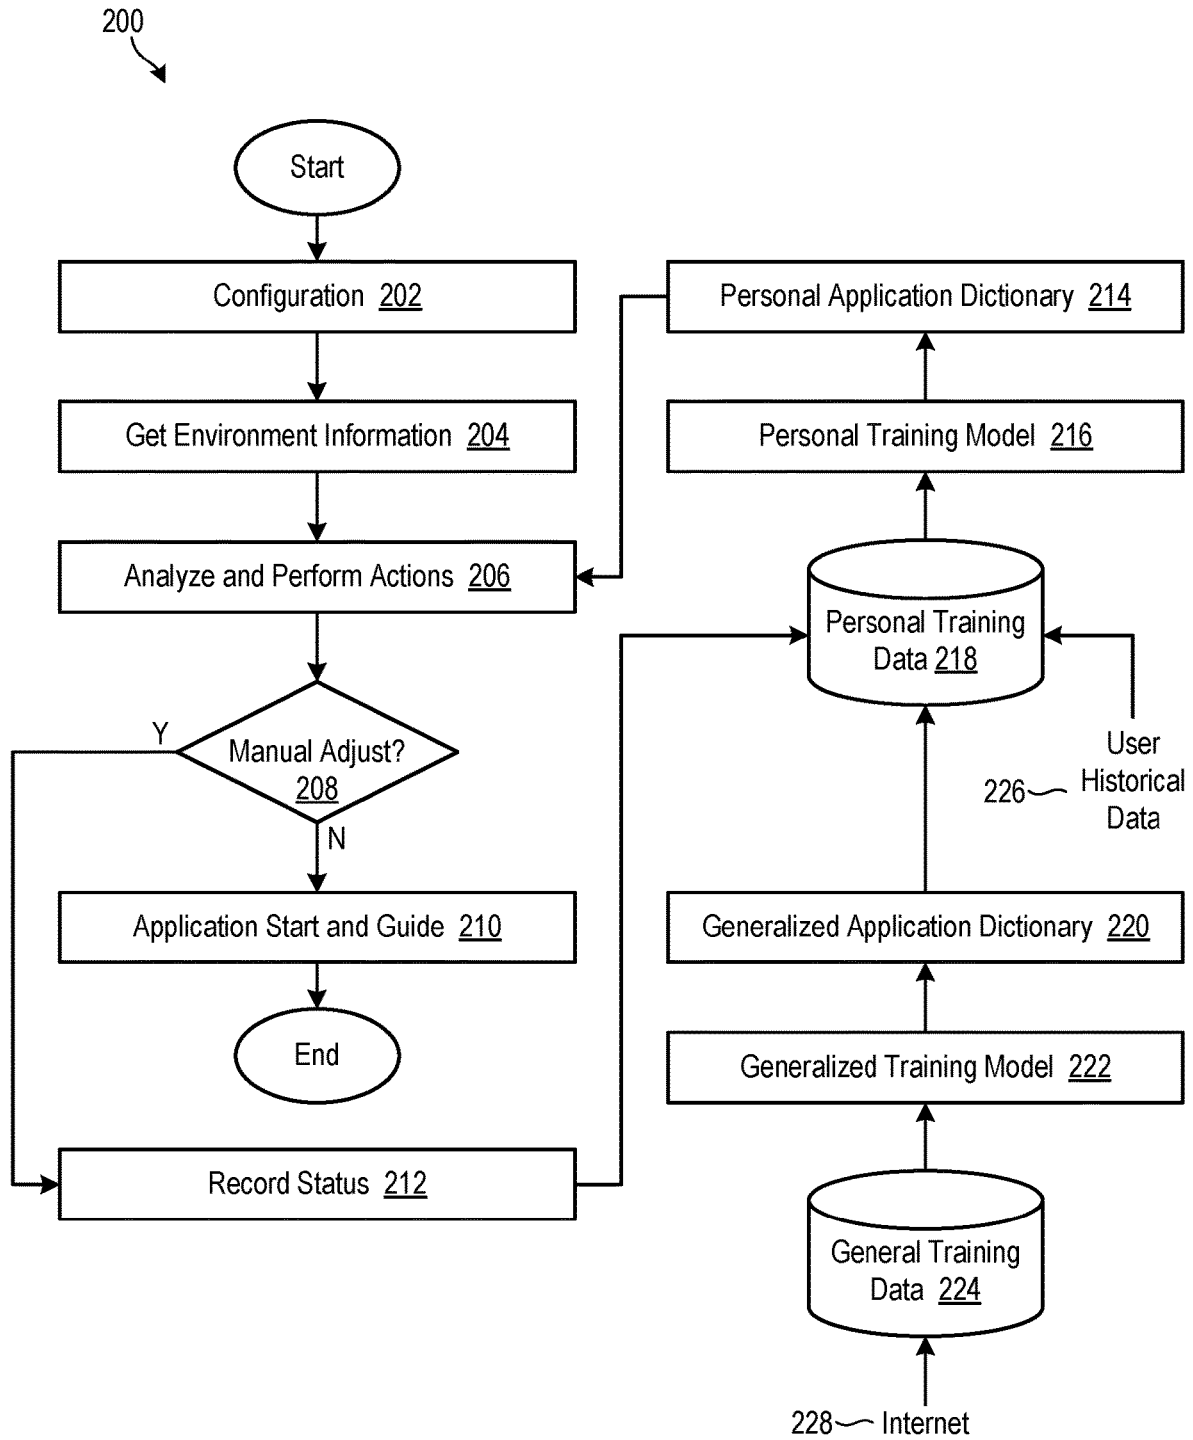 200
Start
Configuration 202
Get Environment Information 204
Analyze and Perform Actions 206
Y
Manual Adjust?
208
N
Application Start and Guide 210
End
Record Status 212
Personal Application Dictionary 214
Personal Training Model 216
Personal Training
Data 218
User
226 Historical
Data
Generalized Application Dictionary 220
Generalized Training Model 222
General Training
Data 224
228 Internet